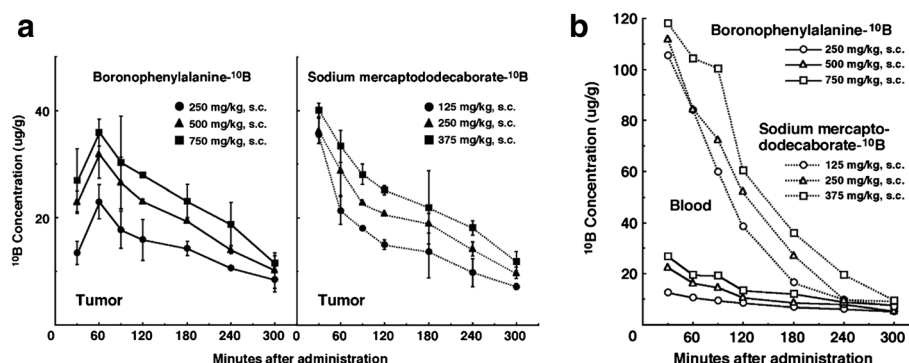 a
Boronophenylalanine-¹⁰B
250 mg/kg, s.c.
500 mg/kg, s.c.
750 mg/kg, s.c.
Sodium mercaptododecaborate-¹⁰B
125 mg/kg, s.c.
250 mg/kg, s.c.
375 mg/kg, s.c.
¹⁰B Concentration (ug/g)
40
20
Tumor
Tumor
0 60 120 180 240 300
60 120 180 240 300
Minutes after administration
b
Boronophenylalanine-¹⁰B
250 mg/kg, s.c.
500 mg/kg, s.c.
750 mg/kg, s.c.
Sodium mercapto-
dodecaborate-¹⁰B
125 mg/kg, s.c.
250 mg/kg, s.c.
375 mg/kg, s.c.
Blood
¹⁰B Concentration (ug/g)
120
100
80
60
40
20
0
0 60 120 180 240 300
Minutes after administration